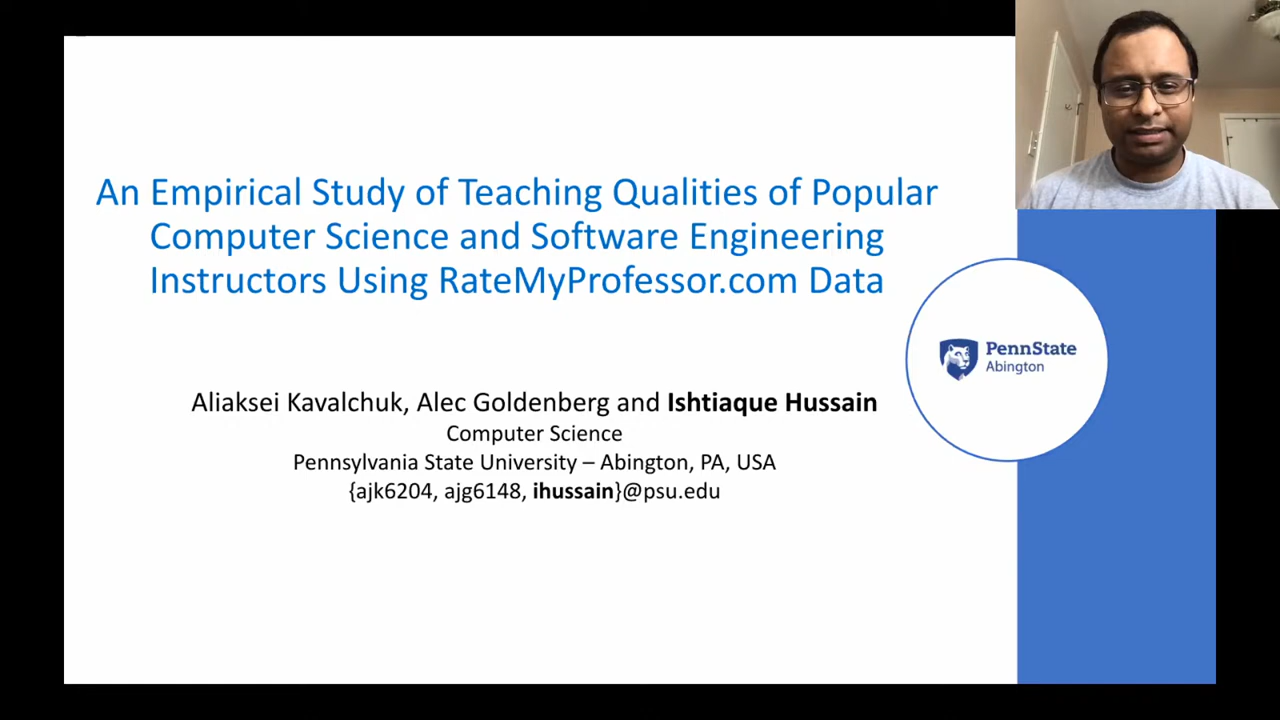 An Empirical Study of Teaching Qualities of Popular
Computer Science and Software Engineering
Instructors Using RateMyProfessor.com Data
PennState
Abington
Aliaksei Kavalchuk, Alec Goldenberg and Ishtiaque Hussain
Computer Science
Pennsylvania State University – Abington, PA, USA
{ajk6204, ajg6148, ihussain}@psu.edu